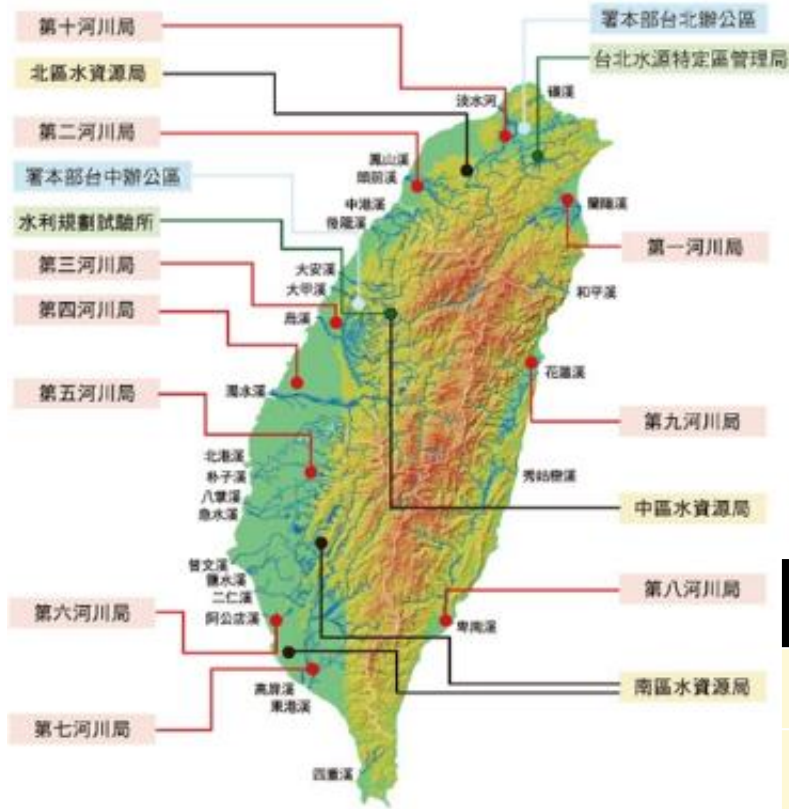 第十河川局
署本部台北辦公區
北區水資源局
台北水源特定區管理局
淡水河
磺溪
第二河川局
鳳山溪
頭前溪
署本部台中辦公區
中港溪
後龍溪
蘭陽溪
水利規劃試驗所
第一河川局
第三河川局
大安溪
大甲溪
和平溪
第四河川局
烏溪
花蓮溪
第五河川局
濁水溪
第九河川局
北港溪
朴子溪
秀姑巒溪
八掌溪
急水溪
中區水資源局
曾文溪
鹽水溪
第八河川局
二仁溪
第六河川局
阿公店溪
卑南溪
高屏溪
南區水資源局
東港溪
第七河川局
四重溪